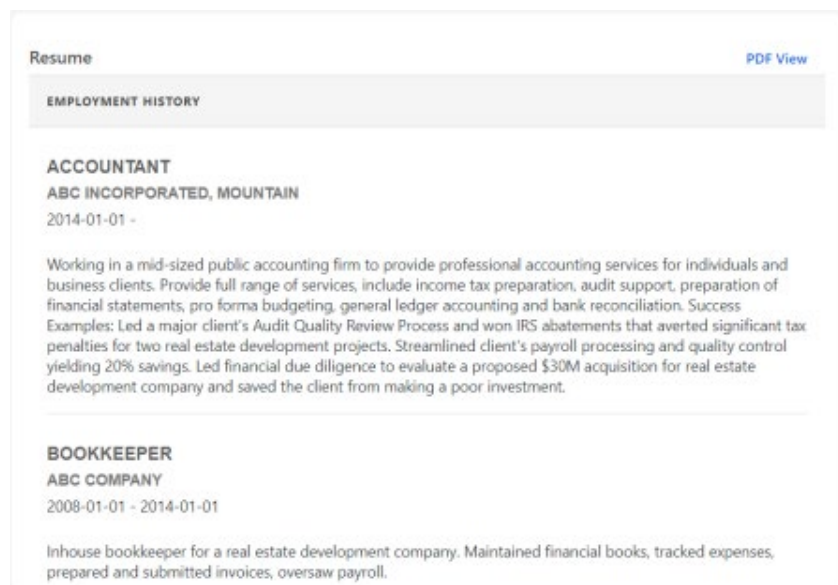 Resume
PDF View
EMPLOYMENT HISTORY
ACCOUNTANT
ABC INCORPORATED, MOUNTAIN
2014-01-01 -
Working in a mid-sized public accounting firm to provide professional accounting services for individuals and
business clients. Provide full range of services, include income tax preparation, audit support, preparation of
financial statements, pro forma budgeting, general ledger accounting and bank reconciliation. Success
Examples: Led a major client's Audit Quality Review Process and won IRS abatements that averted significant tax
penalties for two real estate development projects. Streamlined client's payroll processing and quality control
yielding 20% savings. Led financial due diligence to evaluate a proposed $30M acquisition for real estate
development company and saved the client from making a poor investment.
BOOKKEEPER
ABC COMPANY
2008-01-01 - 2014-01-01
Inhouse bookkeeper for a real estate development company. Maintained financial books, tracked expenses,
prepared and submitted invoices, oversaw payroll.